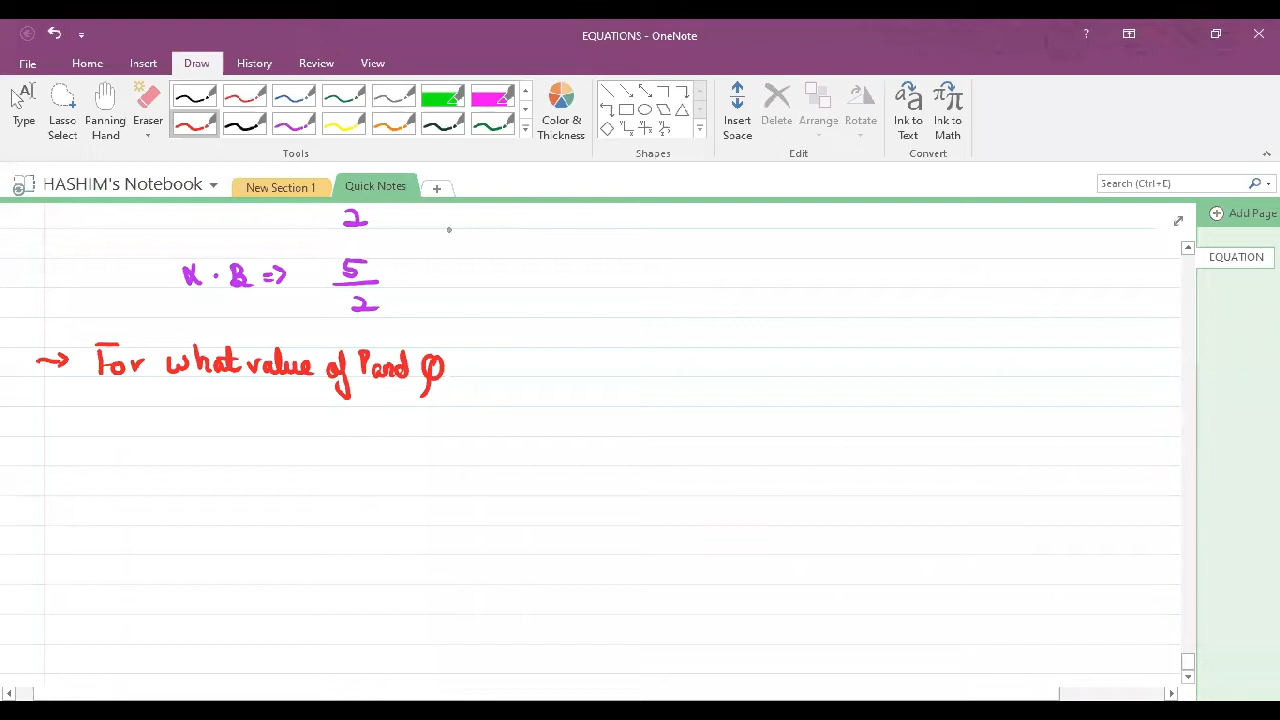 EQUATIONS - OneNote
?
File Home Insert Draw History Review View
Type
Lasso Select
Panning Hand
Eraser
Color & Thickness
Insert Space
Delete
Arrange
Rotate
Ink to Text
Ink to Math
Tools
Shapes
Edit
Convert
HASHIM's Notebook
New Section 1
Quick Notes
+
Search (Ctrl+E)
Add Page
EQUATION
2
α · β => 5/2
→ For what value of P and φ